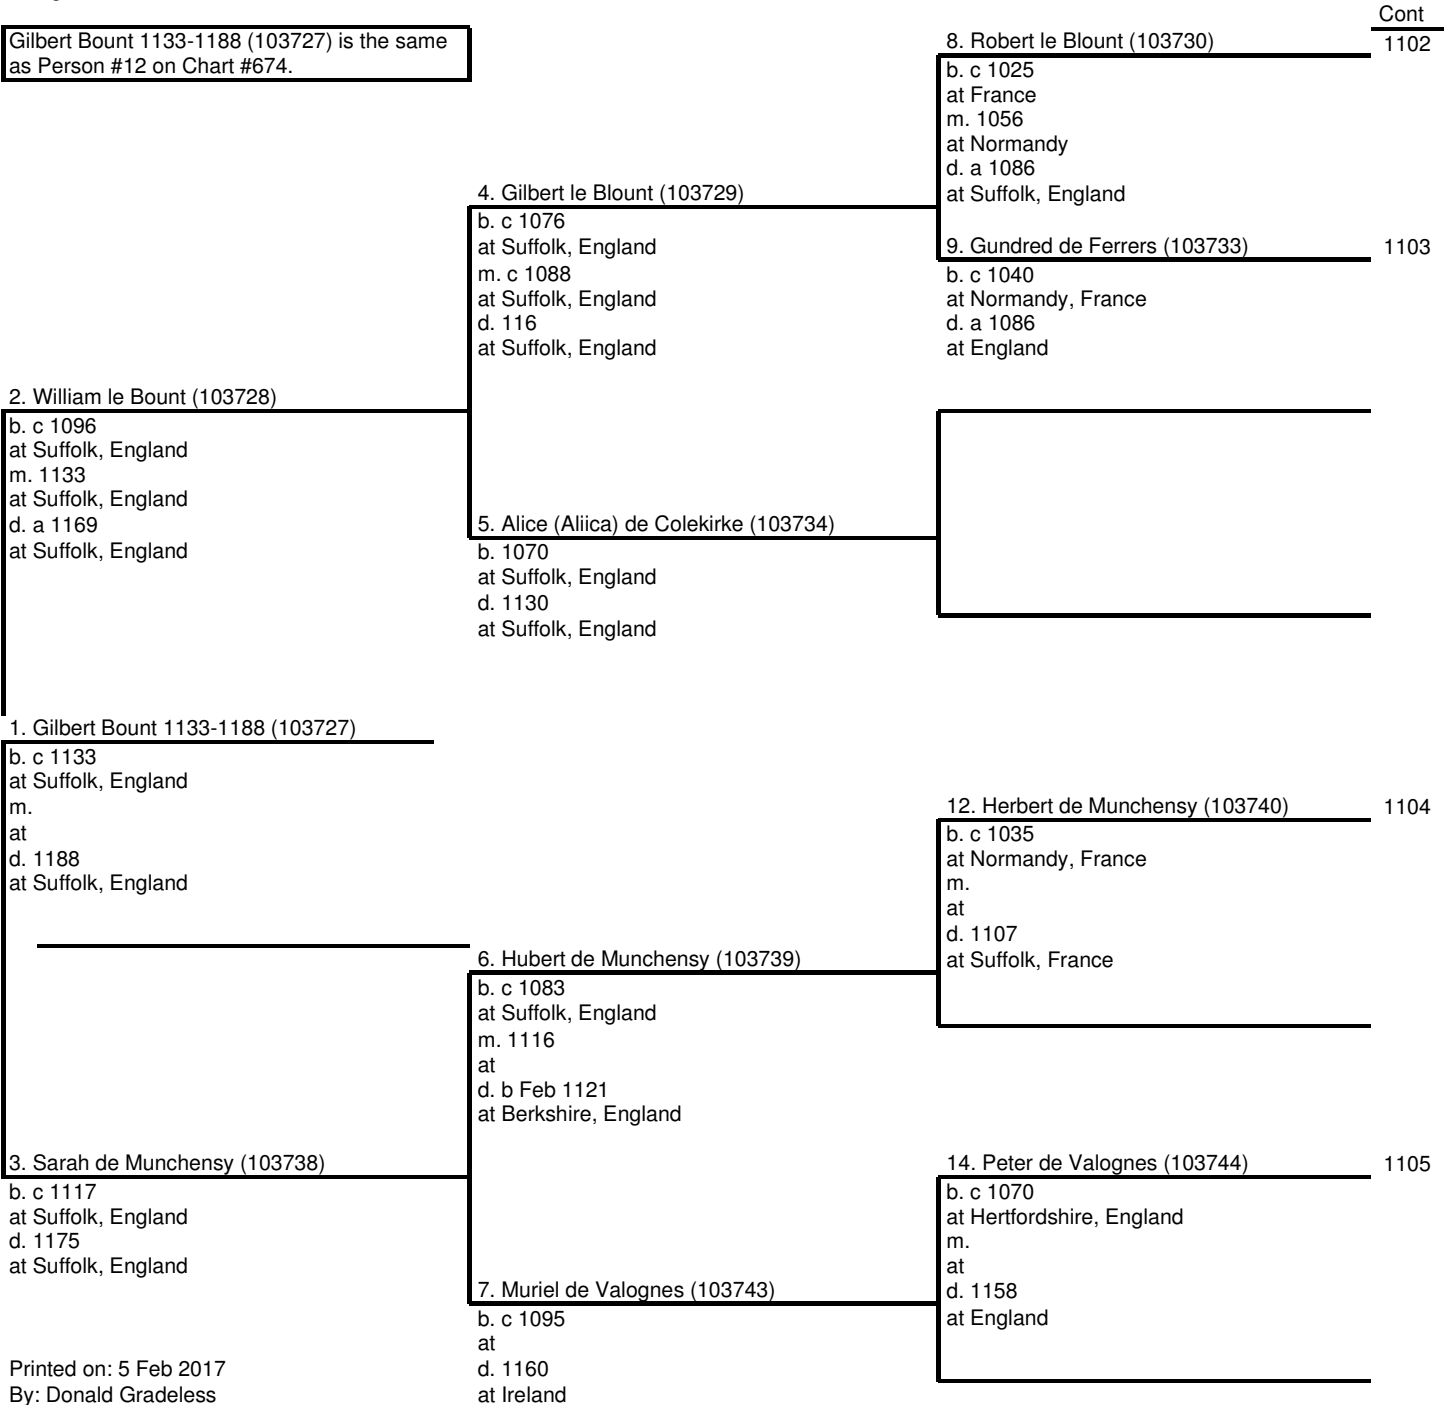 Cont
Gilbert Bount 1133-1188 (103727) is the same
as Person #12 on Chart #674.
8. Robert le Blount (103730)
1102
b. c 1025
at France
m. 1056
at Normandy
d. a 1086
at Suffolk, England
4. Gilbert le Blount (103729)
b. c 1076
at Suffolk, England
m. c 1088
at Suffolk, England
d. 116
at Suffolk, England
9. Gundred de Ferrers (103733)
1103
b. c 1040
at Normandy, France
d. a 1086
at England
2. William le Bount (103728)
b. c 1096
at Suffolk, England
m. 1133
at Suffolk, England
d. a 1169
at Suffolk, England
5. Alice (Aliica) de Colekirke (103734)
b. 1070
at Suffolk, England
d. 1130
at Suffolk, England
1. Gilbert Bount 1133-1188 (103727)
b. c 1133
at Suffolk, England
m.
at
d. 1188
at Suffolk, England
12. Herbert de Munchensy (103740)
1104
b. c 1035
at Normandy, France
m.
at
d. 1107
at Suffolk, France
6. Hubert de Munchensy (103739)
b. c 1083
at Suffolk, England
m. 1116
at
d. b Feb 1121
at Berkshire, England
3. Sarah de Munchensy (103738)
b. c 1117
at Suffolk, England
d. 1175
at Suffolk, England
14. Peter de Valognes (103744)
1105
b. c 1070
at Hertfordshire, England
m.
at
d. 1158
at England
7. Muriel de Valognes (103743)
b. c 1095
at
d. 1160
at Ireland
Printed on: 5 Feb 2017
By: Donald Gradeless